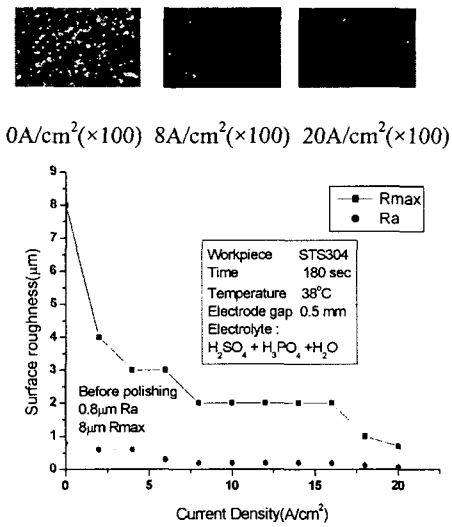 0A/cm²(×100) 8A/cm²(×100) 20A/cm²(×100)
9
8
7
6
5
4
3
2
1
0
Surface roughness(μm)
Rmax
Ra
Workpiece STS304
Time 180 sec
Temperature 38°C
Electrode gap 0.5 mm
Electrolyte :
H₂SO₄ + H₃PO₄ +H₂O
Before polishing
0.8μm Ra
8μm Rmax
0 5 10 15 20
Current Density(A/cm²)